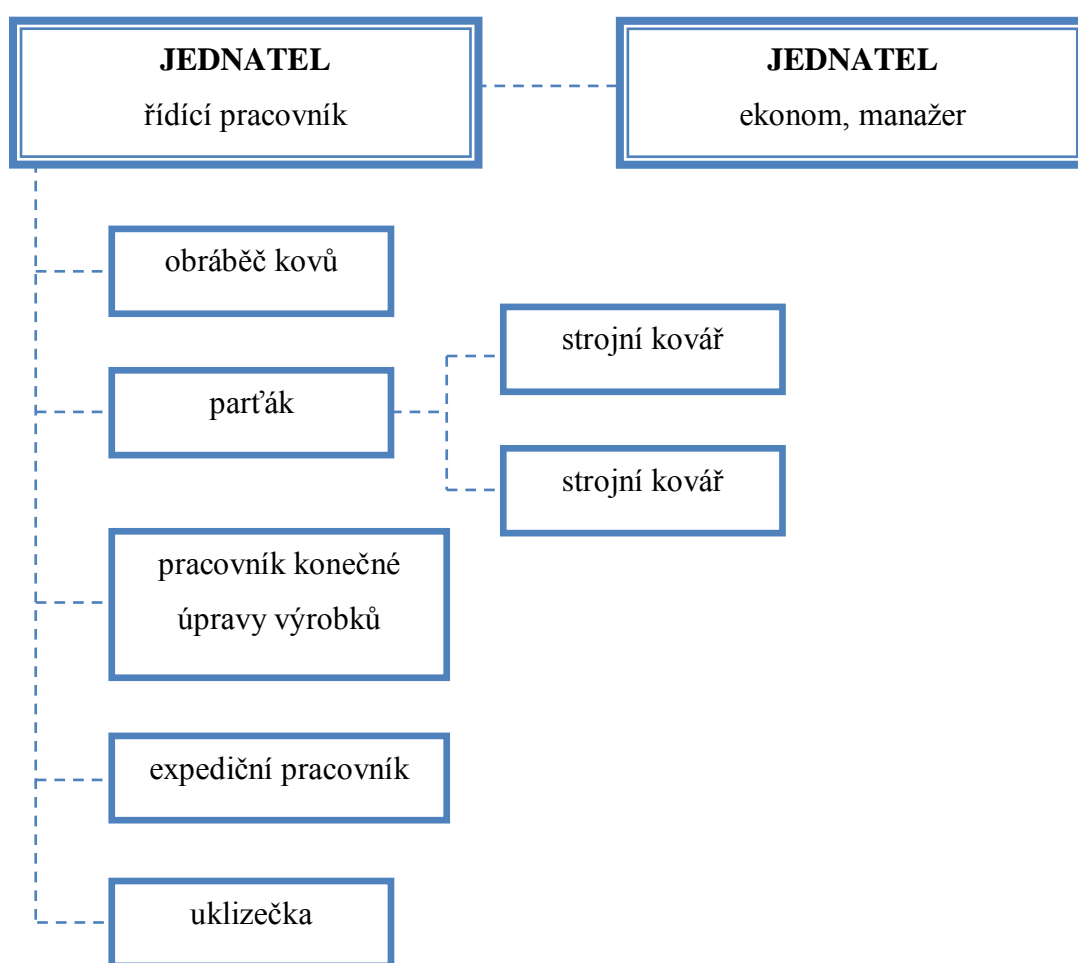 JEDNATEL
řídící pracovník
JEDNATEL
ekonom, manažer
obráběč kovů
parťák
strojní kovář
strojní kovář
pracovník konečné
úpravy výrobků
expediční pracovník
uklizečka